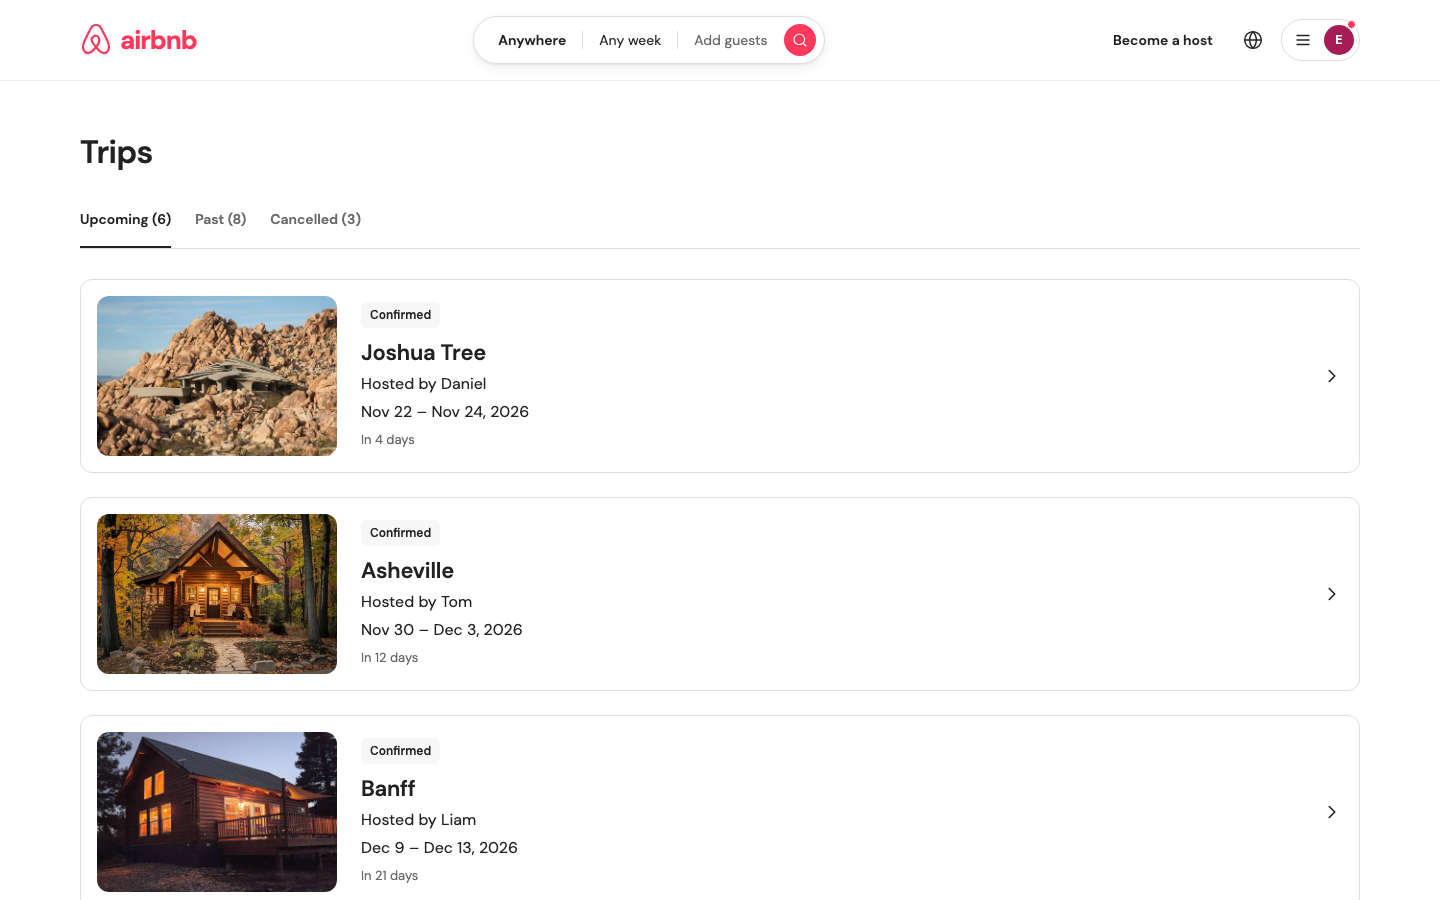 airbnb
Anywhere
Any week
Add guests
Become a host
E
Trips
Upcoming (6)
Past (8)
Cancelled (3)
Confirmed
Joshua Tree
Hosted by Daniel
Nov 22 – Nov 24, 2026
In 4 days
Confirmed
Asheville
Hosted by Tom
Nov 30 – Dec 3, 2026
In 12 days
Confirmed
Banff
Hosted by Liam
Dec 9 – Dec 13, 2026
In 21 days